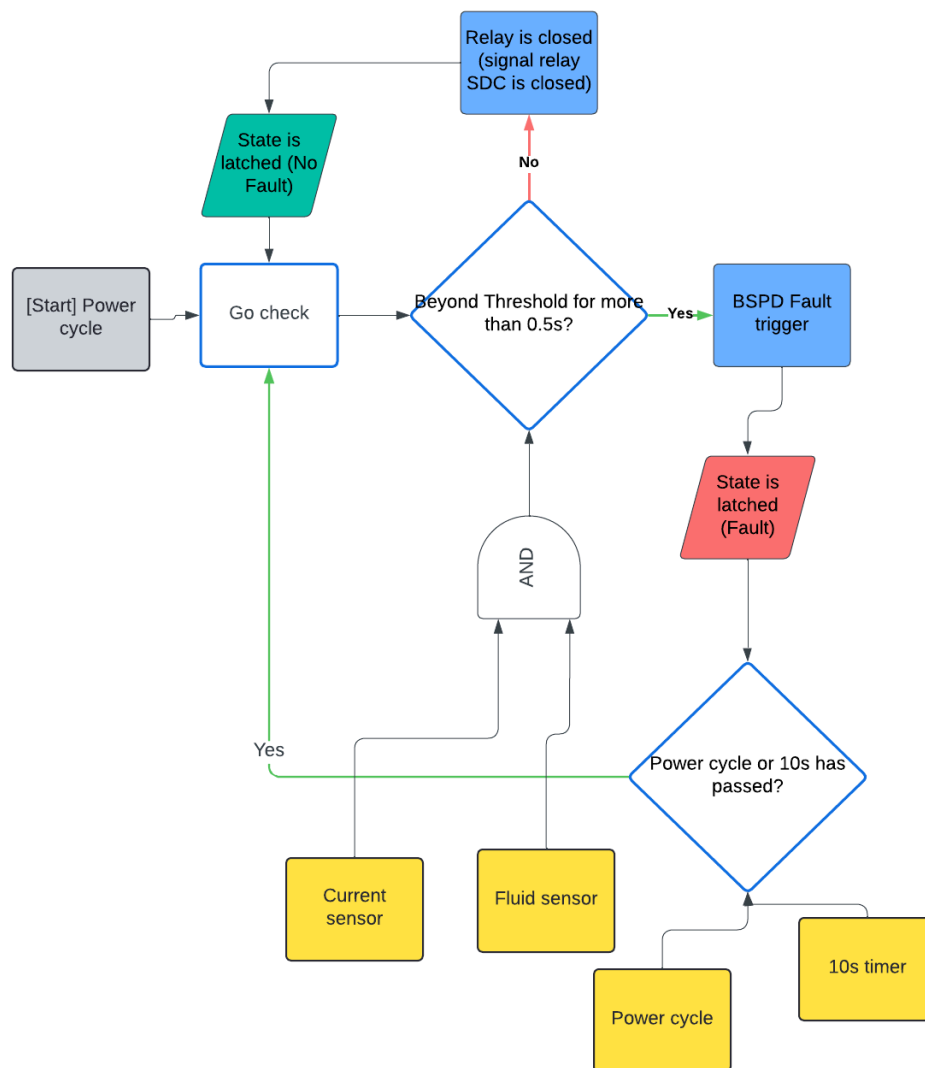 Relay is closed
(signal relay
SDC is closed)
State is
latched (No
Fault)
No
[Start] Power
cycle
Go check
Beyond Threshold for more
than 0.5s?
Yes
BSPD Fault
trigger
State is
latched
(Fault)
AND
Yes
Power cycle or 10s has
passed?
Current
sensor
Fluid sensor
10s timer
Power cycle